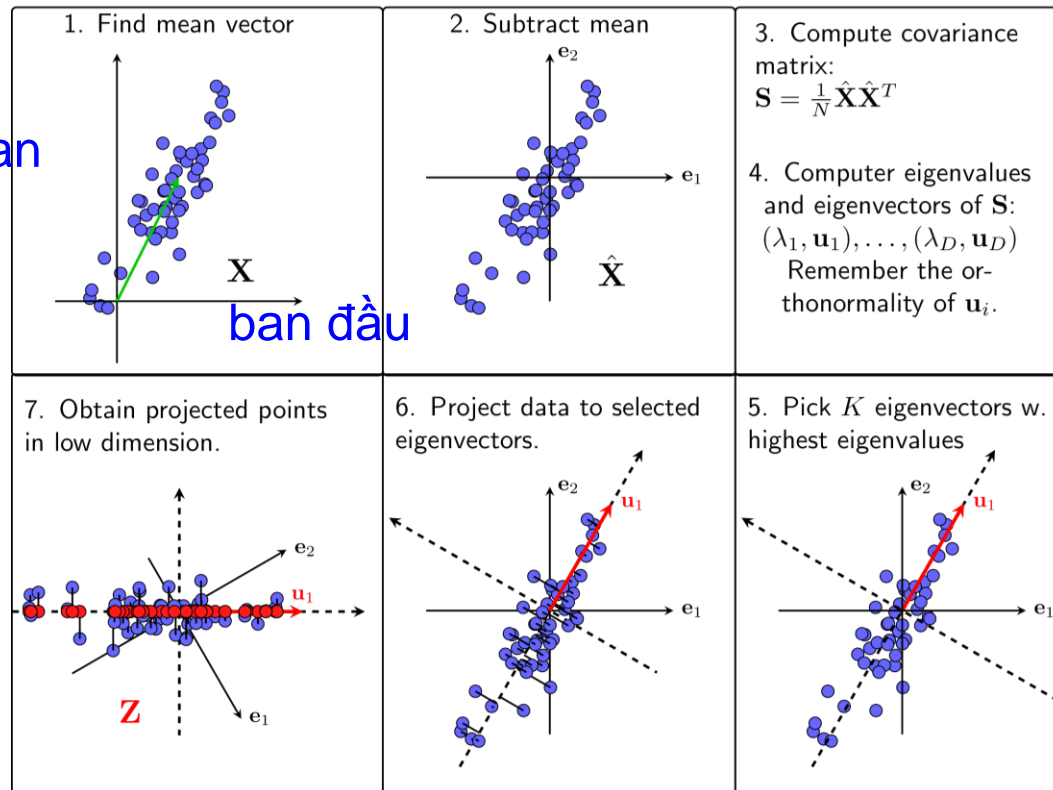 1. Find mean vector
X
2. Subtract mean
e₂
e₁
X̂
3. Compute covariance
matrix:
S = 1/N X̂X̂ᵀ
4. Computer eigenvalues
and eigenvectors of S:
(λ₁, u₁), . . . , (λ_D, u_D)
Remember the or-
thonormality of uᵢ.
an
ban đầu
7. Obtain projected points
in low dimension.
e₂
u₁
Z
e₁
6. Project data to selected
eigenvectors.
e₂
u₁
e₁
5. Pick K eigenvectors w.
highest eigenvalues
e₂
u₁
e₁